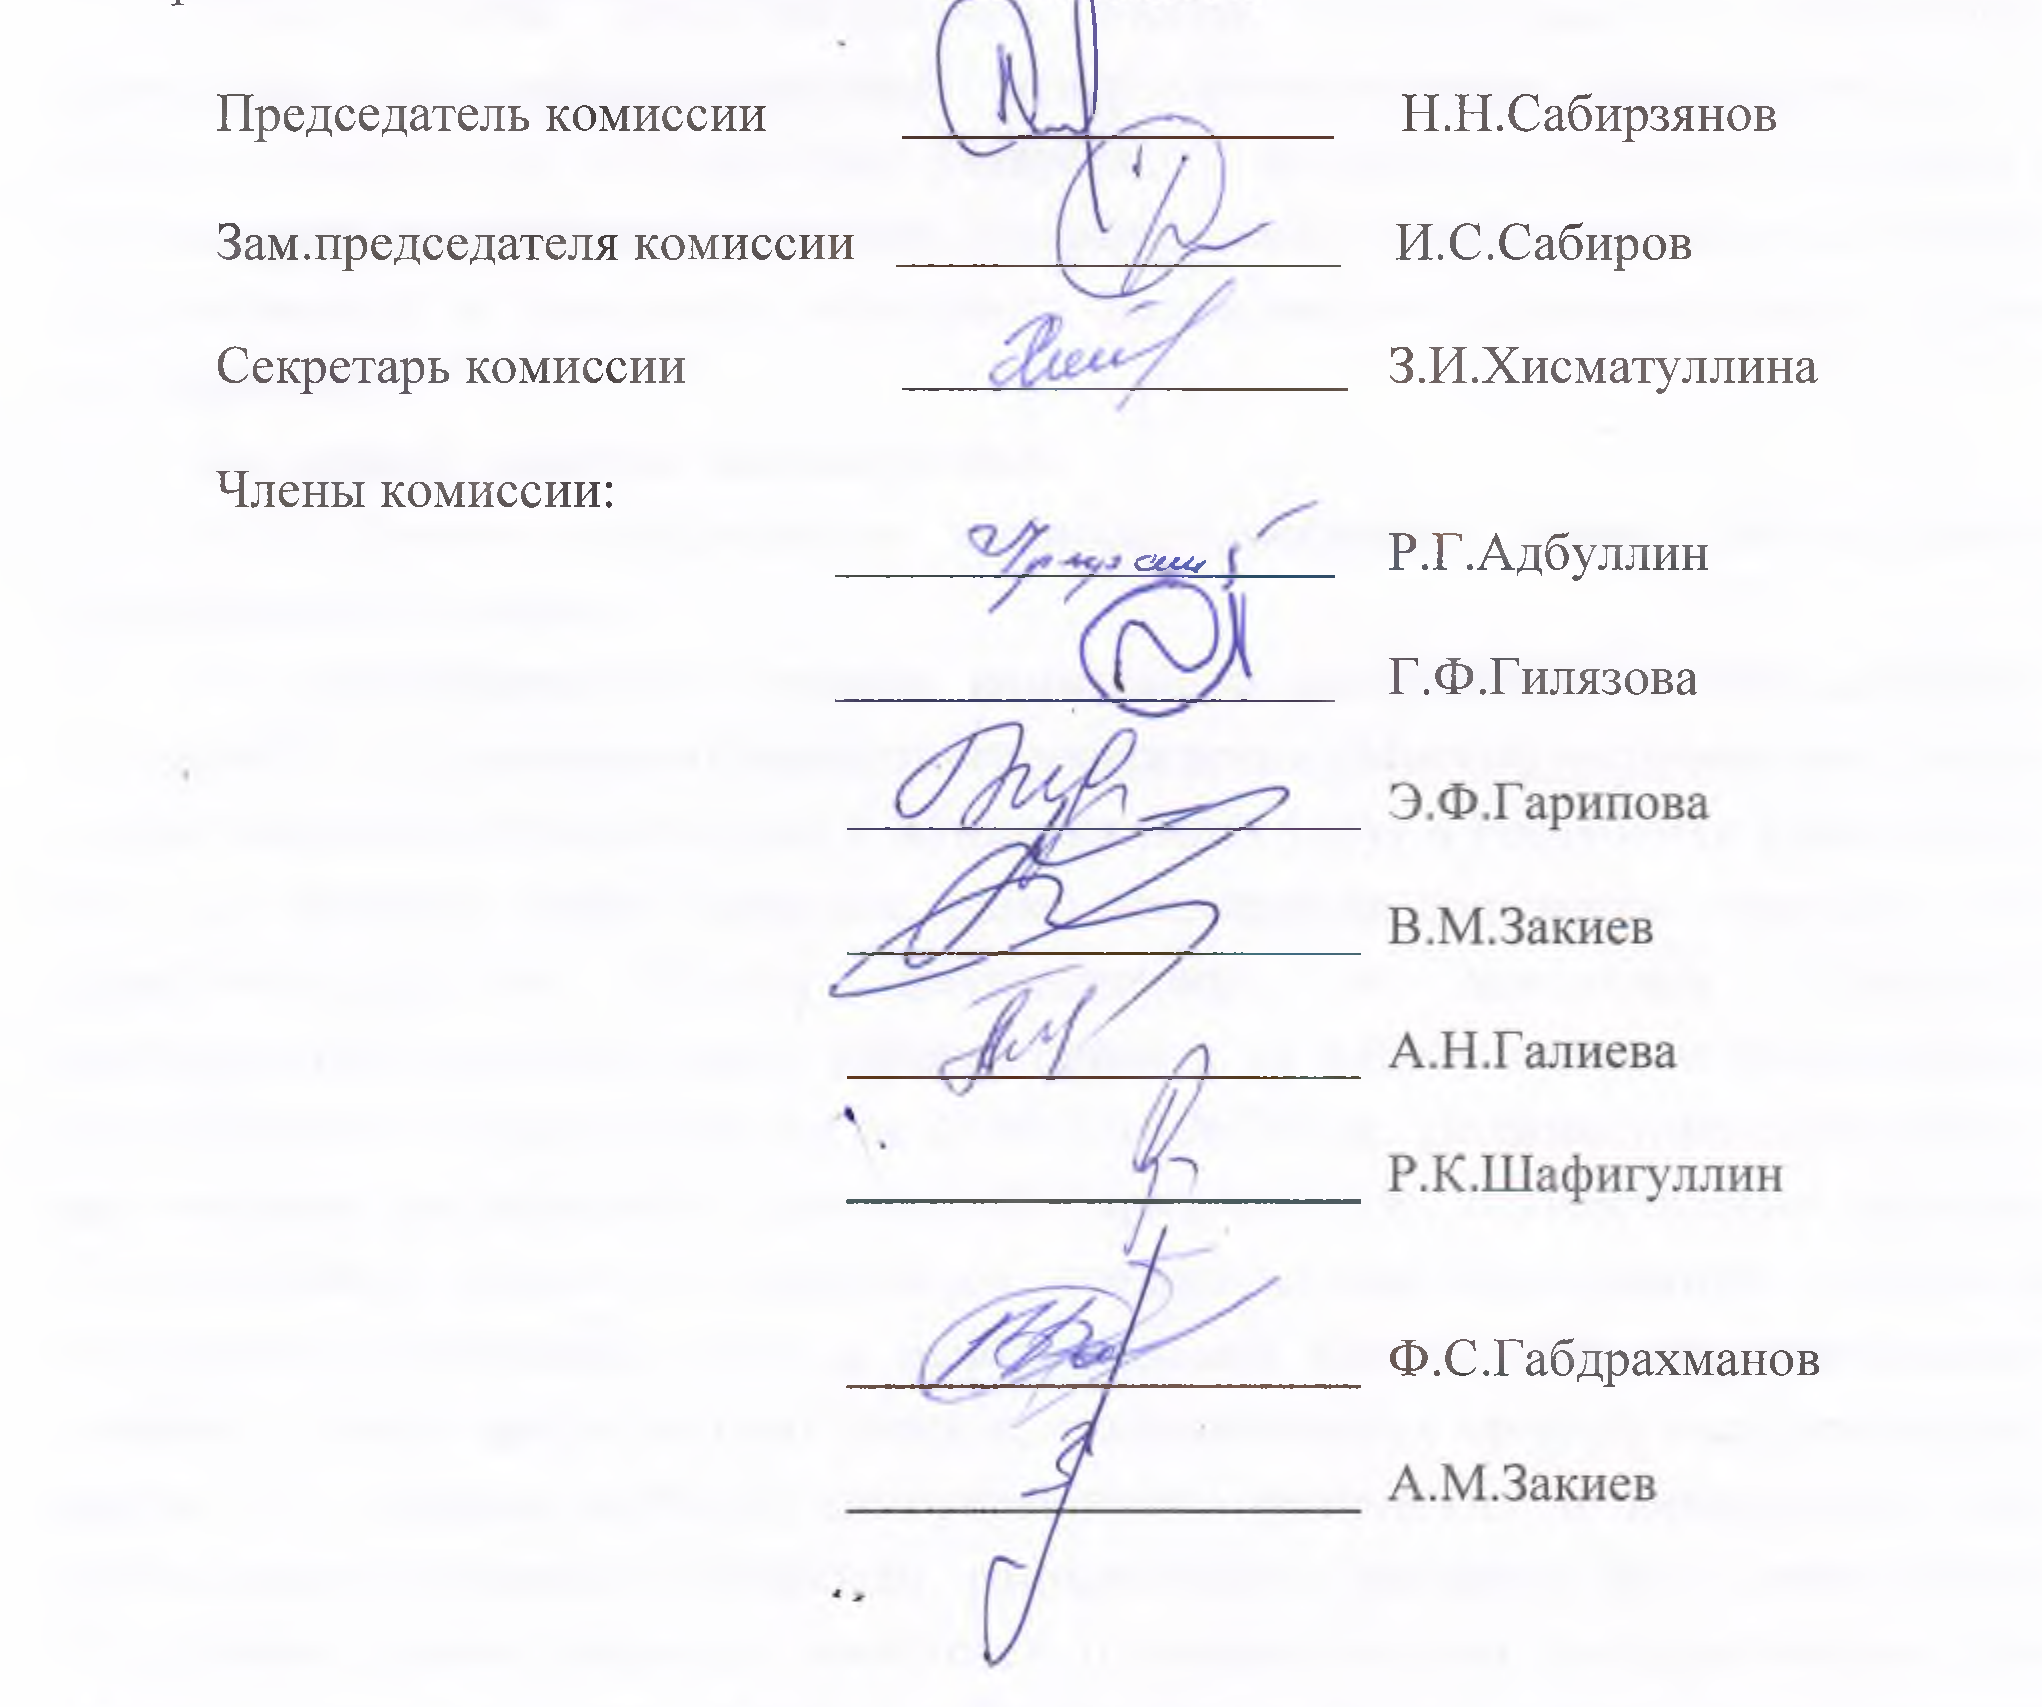 Председатель комиссии Н.Н.Сабирзянов
Зам.председателя комиссии И.С.Сабиров
Секретарь комиссии З.И.Хисматуллина
Члены комиссии:
Р.Г.Адбуллин
Г.Ф.Гилязова
Э.Ф.Гарипова
В.М.Закиев
А.Н.Галиева
Р.К.Шафигуллин
Ф.С.Габдрахманов
А.М.Закиев